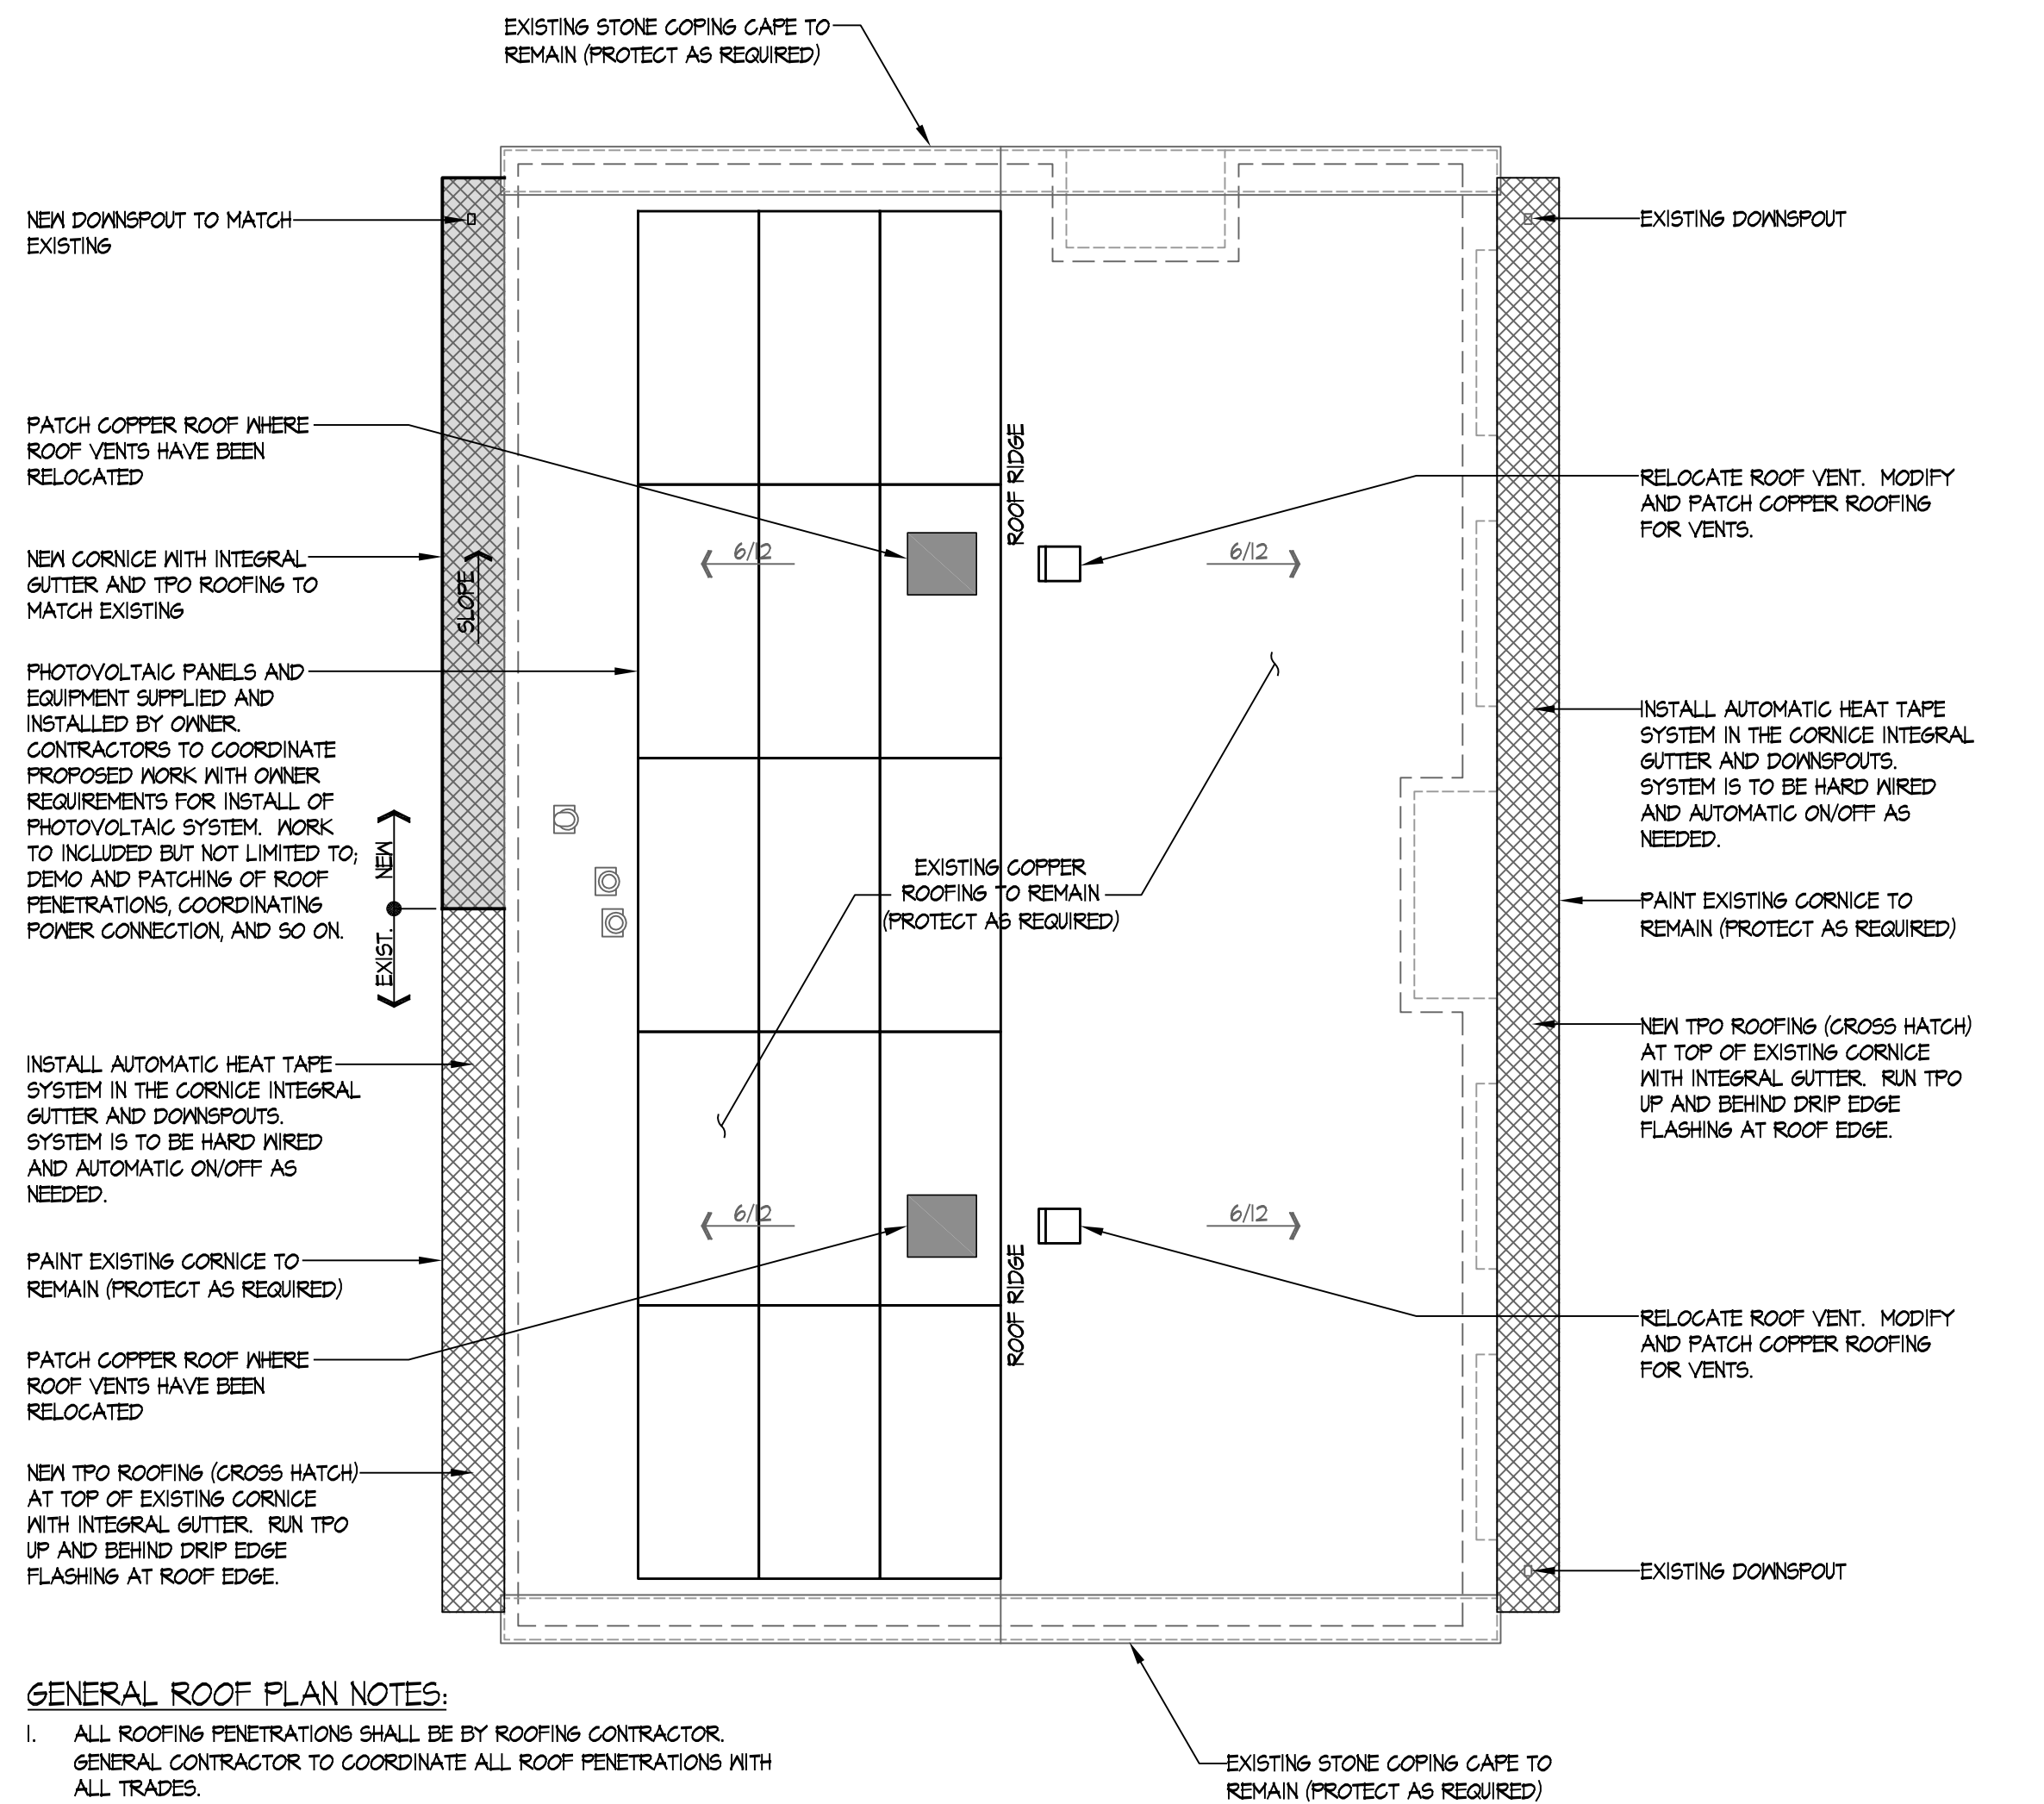 EXISTING STONE COPING CAPE TO
REMAIN (PROTECT AS REQUIRED)
NEW DOWNSPOUT TO MATCH
EXISTING
PATCH COPPER ROOF WHERE
ROOF VENTS HAVE BEEN
RELOCATED
NEW CORNICE WITH INTEGRAL
GUTTER AND TPO ROOFING TO
MATCH EXISTING
PHOTOVOLTAIC PANELS AND
EQUIPMENT SUPPLIED AND
INSTALLED BY OWNER.
CONTRACTORS TO COORDINATE
PROPOSED WORK WITH OWNER
REQUIREMENTS FOR INSTALL OF
PHOTOVOLTAIC SYSTEM. WORK
TO INCLUDED BUT NOT LIMITED TO;
DEMO AND PATCHING OF ROOF
PENETRATIONS, COORDINATING
POWER CONNECTION, AND SO ON.
INSTALL AUTOMATIC HEAT TAPE
SYSTEM IN THE CORNICE INTEGRAL
GUTTER AND DOWNSPOUTS.
SYSTEM IS TO BE HARD WIRED
AND AUTOMATIC ON/OFF AS
NEEDED.
PAINT EXISTING CORNICE TO
REMAIN (PROTECT AS REQUIRED)
PATCH COPPER ROOF WHERE
ROOF VENTS HAVE BEEN
RELOCATED
NEW TPO ROOFING (CROSS HATCH)
AT TOP OF EXISTING CORNICE
WITH INTEGRAL GUTTER. RUN TPO
UP AND BEHIND DRIP EDGE
FLASHING AT ROOF EDGE.
SLOPE
NEW
EXIST.
6/12
ROOF RIDGE
6/12
EXISTING COPPER
ROOFING TO REMAIN
(PROTECT AS REQUIRED)
6/12
ROOF RIDGE
6/12
EXISTING DOWNSPOUT
RELOCATE ROOF VENT. MODIFY
AND PATCH COPPER ROOFING
FOR VENTS.
INSTALL AUTOMATIC HEAT TAPE
SYSTEM IN THE CORNICE INTEGRAL
GUTTER AND DOWNSPOUTS.
SYSTEM IS TO BE HARD WIRED
AND AUTOMATIC ON/OFF AS
NEEDED.
PAINT EXISTING CORNICE TO
REMAIN (PROTECT AS REQUIRED)
NEW TPO ROOFING (CROSS HATCH)
AT TOP OF EXISTING CORNICE
WITH INTEGRAL GUTTER. RUN TPO
UP AND BEHIND DRIP EDGE
FLASHING AT ROOF EDGE.
RELOCATE ROOF VENT. MODIFY
AND PATCH COPPER ROOFING
FOR VENTS.
EXISTING DOWNSPOUT
EXISTING STONE COPING CAPE TO
REMAIN (PROTECT AS REQUIRED)
GENERAL ROOF PLAN NOTES:
1. ALL ROOFING PENETRATIONS SHALL BE BY ROOFING CONTRACTOR.
GENERAL CONTRACTOR TO COORDINATE ALL ROOF PENETRATIONS WITH
ALL TRADES.